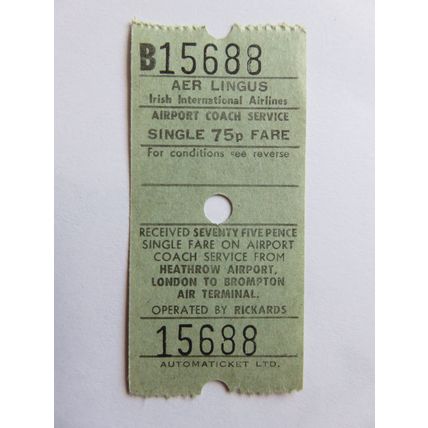 B15688
AER LINGUS
Irish International Airlines
AIRPORT COACH SERVICE
SINGLE 75p FARE
For conditions see reverse
RECEIVED SEVENTY FIVE PENCE
SINGLE FARE ON AIRPORT
COACH SERVICE FROM
HEATHROW AIRPORT,
LONDON TO BROMPTON
AIR TERMINAL.
OPERATED BY RICKARDS
15688
AUTOMATICKET LTD.